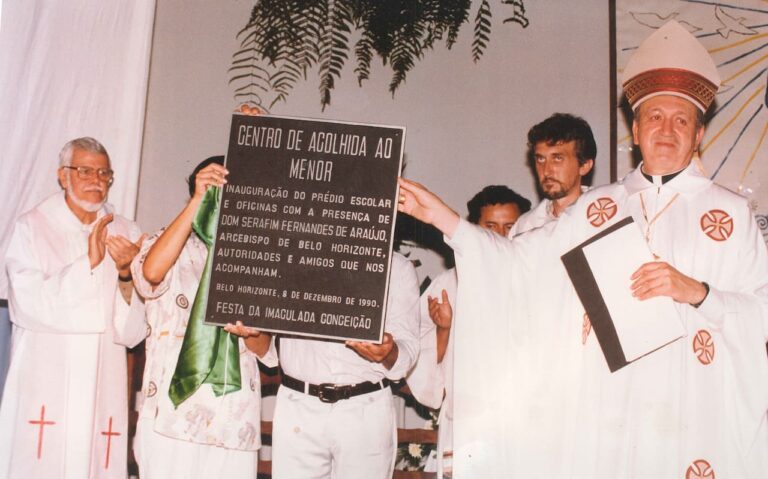 CENTRO DE ACOLHIDA AO
MENOR
INAUGURAÇÃO DO PRÉDIO ESCOLAR
E OFICINAS COM A PRESENÇA DE
DOM SERAFIM FERNANDES DE ARAÚJO,
ARCEBISPO DE BELO HORIZONTE,
AUTORIDADES E AMIGOS QUE NOS
ACOMPANHAM.
BELO HORIZONTE, 8 DE DEZEMBRO DE 1990.
FESTA DA IMACULADA CONCEIÇÃO